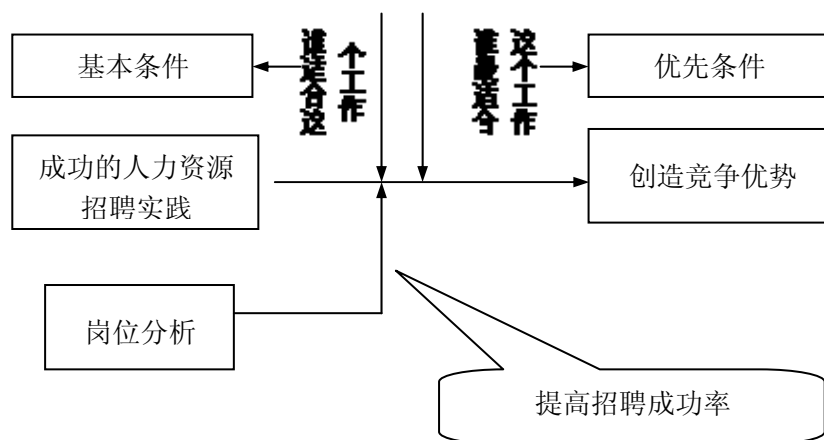 基本条件
谁适合这
个工作
谁最适合
这个工作
优先条件
成功的人力资源
招聘实践
创造竞争优势
岗位分析
提高招聘成功率